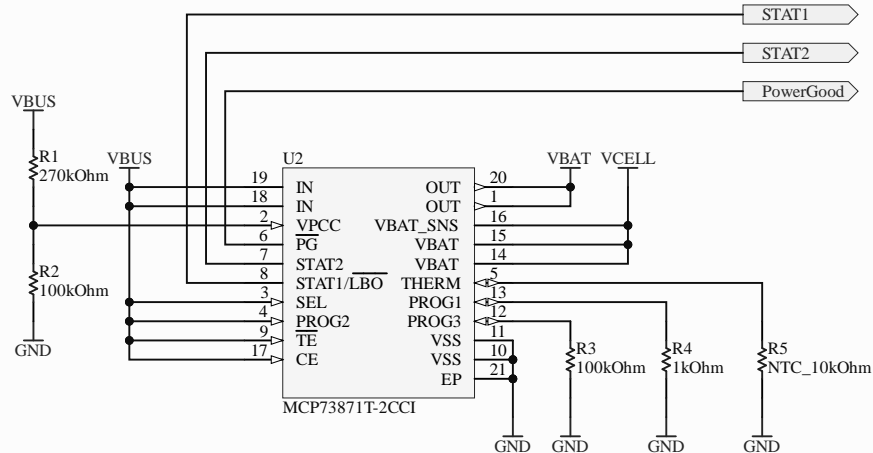 STAT1
STAT2
PowerGood
VBUS
R1
270kOhm
R2
100kOhm
GND
VBUS
U2
19 IN OUT 20
18 IN OUT 1
2 VPCC VBAT_SNS 16
6 PG VBAT 15
7 STAT2 VBAT 14
8 STAT1/LBO THERM 5
3 SEL PROG1 13
4 PROG2 PROG3 12
9 TE VSS 11
17 CE VSS 10
EP 21
MCP73871T-2CCI
VBAT
VCELL
R3
100kOhm
R4
1kOhm
R5
NTC_10kOhm
GND
GND
GND
GND